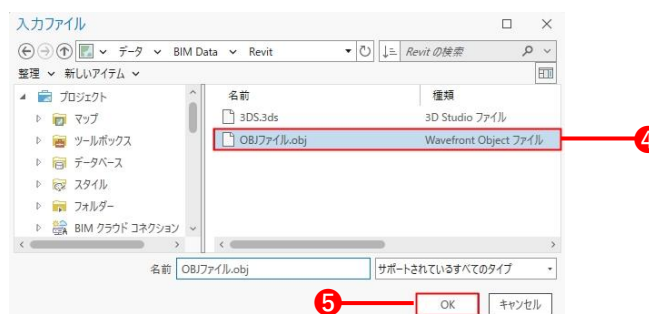 入力ファイル
データ BIM Data Revit Revit の検索
整理 新しいアイテム
プロジェクト
マップ
ツールボックス
データベース
スタイル
フォルダー
BIM クラウド コネクション
名前 種類
3DS.3ds 3D Studio ファイル
OBJファイル.obj Wavefront Object ファイル
4
名前 OBJファイル.obj サポートされているすべてのタイプ
5 OK キャンセル